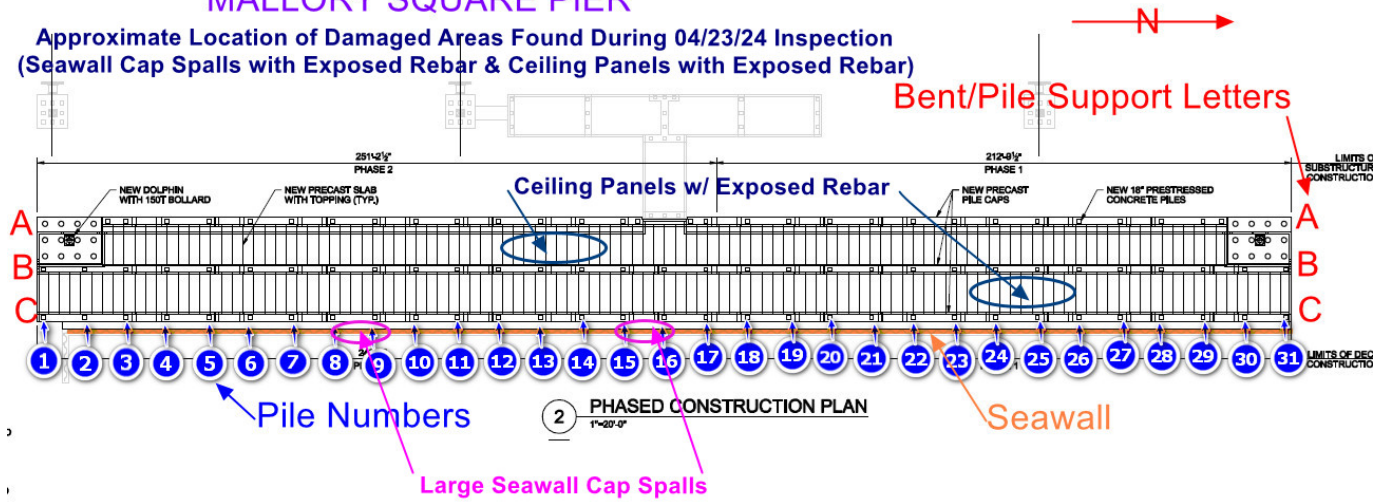 MALLORY SQUARE PIER
N
Approximate Location of Damaged Areas Found During 04/23/24 Inspection
(Seawall Cap Spalls with Exposed Rebar & Ceiling Panels with Exposed Rebar)
Bent/Pile Support Letters
251'-2½"
PHASE 2
212'-9½"
PHASE 1
LIMITS O
SUBSTRUCTUR
CONSTRUCTIO
NEW DOLPHIN
WITH 150T BOLLARD
NEW PRECAST SLAB
WITH TOPPING (TYP.)
Ceiling Panels w/ Exposed Rebar
NEW PRECAST
PILE CAPS
NEW 18" PRESTRESSED
CONCRETE PILES
A
A
B
B
C
C
1 2 3 4 5 6 7 8 9 10 11 12 13 14 15 16 17 18 19 20 21 22 23 24 25 26 27 28 29 30 31
LIMITS OF DEC
CONSTRUCTIO
Pile Numbers
2
PHASED CONSTRUCTION PLAN
1"=20'-0"
Seawall
Large Seawall Cap Spalls